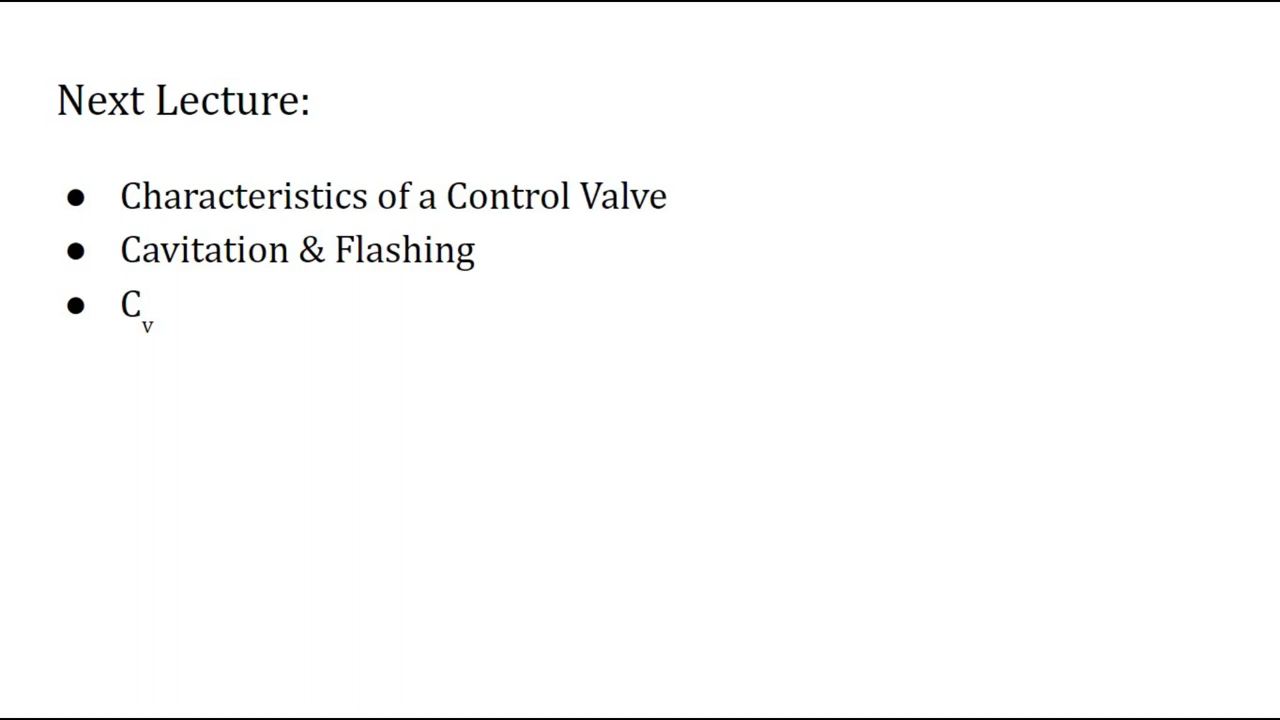 Next Lecture:
● Characteristics of a Control Valve
● Cavitation & Flashing
● Cv